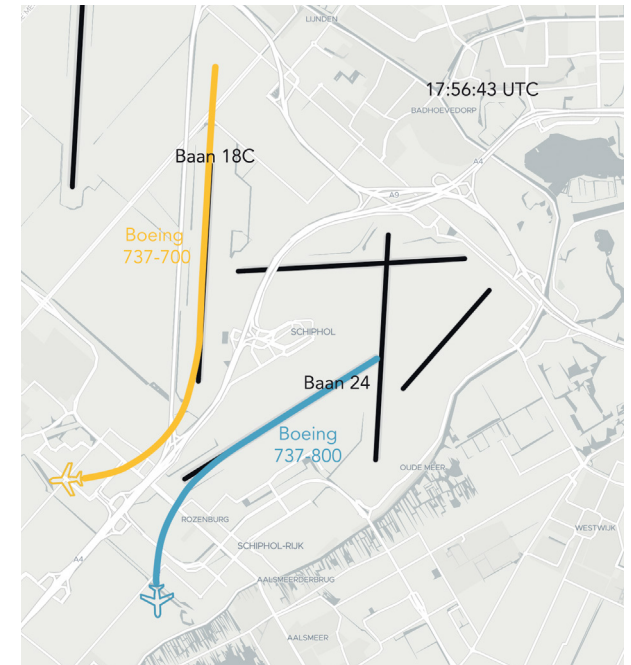 LIJNDEN
17:56:43 UTC
BADHOEVEDORP
Baan 18C
A4
A9
Boeing
737-700
SCHIPHOL
Baan 24
Boeing
737-800
OUDE MEER
ROZENBURG
WESTWIJK
SCHIPHOL-RIJK
A4
AALSMEERDERBRUG
AALSMEER